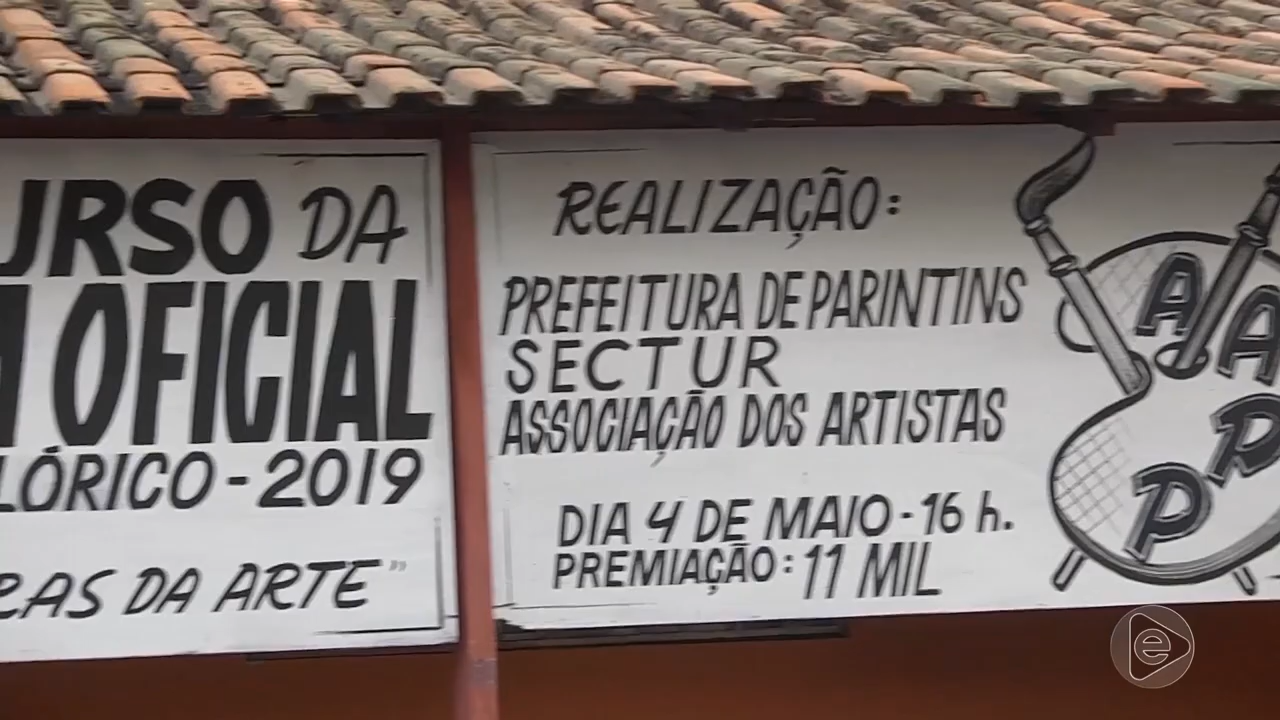 URSO DA
OFICIAL
LÓRICO - 2019
RAS DA ARTE"
REALIZAÇÃO:
PREFEITURA DE PARINTINS
SECTUR
ASSOCIAÇÃO DOS ARTISTAS
DIA 4 DE MAIO - 16 h.
PREMIAÇÃO: 11 MIL
AAPP
e